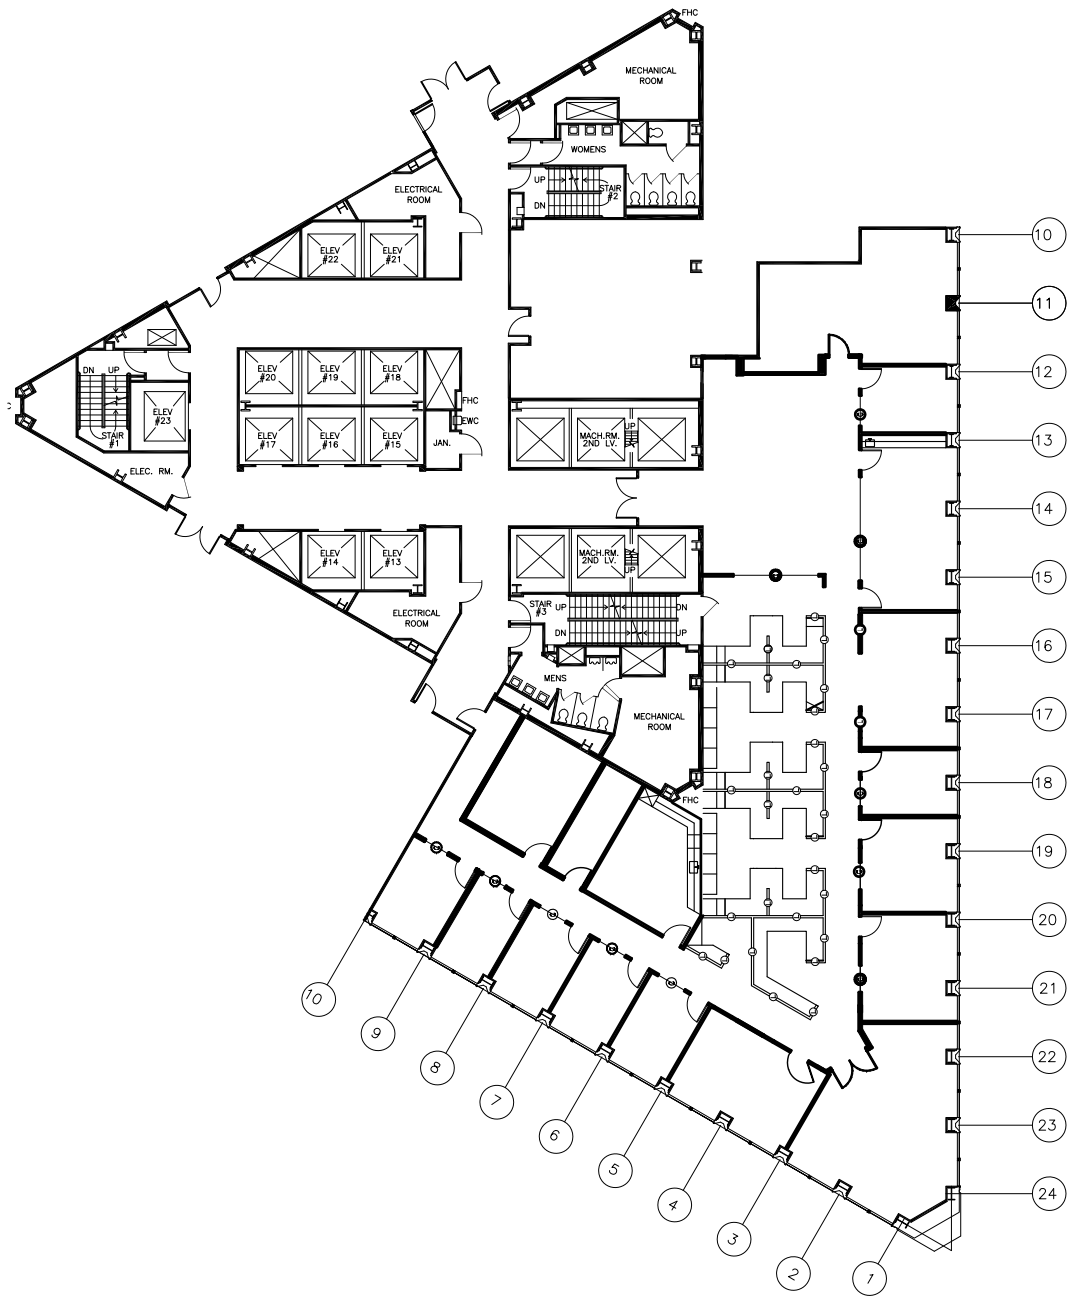 FHC
MECHANICAL
ROOM
WOMENS
ELECTRICAL
ROOM
UP
STAIR
#2
DN
10
ELEV
#22
ELEV
#21
11
DN UP
ELEV
#20
ELEV
#19
ELEV
#18
12
C
ELEV
#23
FHC
EWC
STAIR
#1
ELEV
#17
ELEV
#16
ELEV
#15
JAN.
UP
MACH.RM.
2ND LV.
13
ELEC. RM.
14
ELEV
#14
ELEV
#13
MACH.RM.
2ND LV.
UP
15
ELECTRICAL
ROOM
STAIR
#3
UP
DN
DN
UP
16
MENS
MECHANICAL
ROOM
17
18
FHC
19
20
21
10
9
8
7
6
5
4
3
2
1
22
23
24